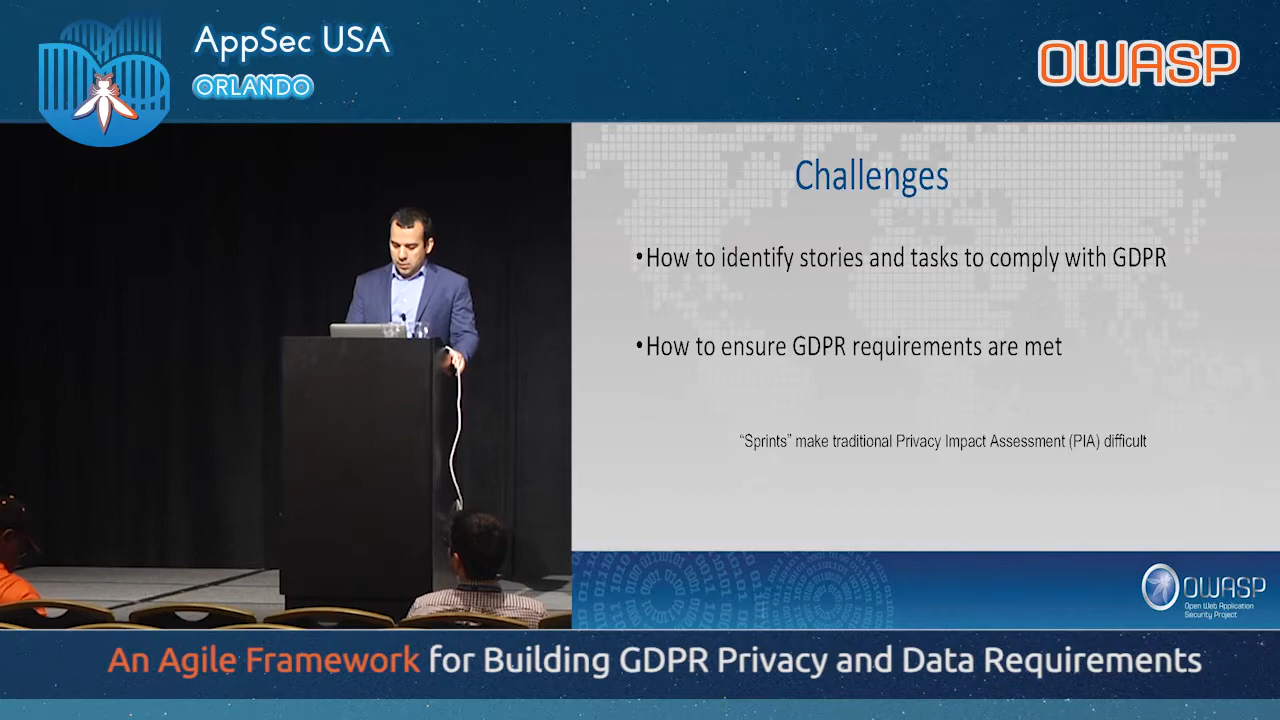 AppSec USA
ORLANDO
OWASP
Challenges
•How to identify stories and tasks to comply with GDPR
•How to ensure GDPR requirements are met
“Sprints” make traditional Privacy Impact Assessment (PIA) difficult
OWASP
Open Web Application
Security Project
An Agile Framework for Building GDPR Privacy and Data Requirements